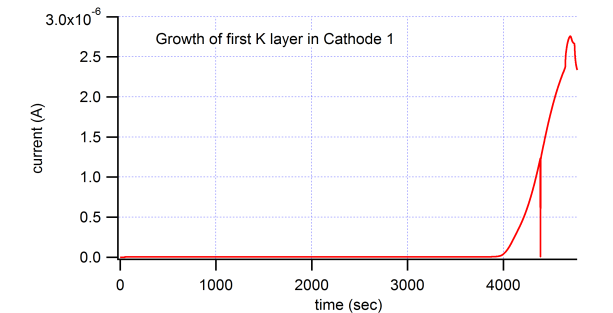 3.0x10-6
Growth of first K layer in Cathode 1
2.5
2.0
1.5
1.0
0.5
0.0
current (A)
0 1000 2000 3000 4000
time (sec)